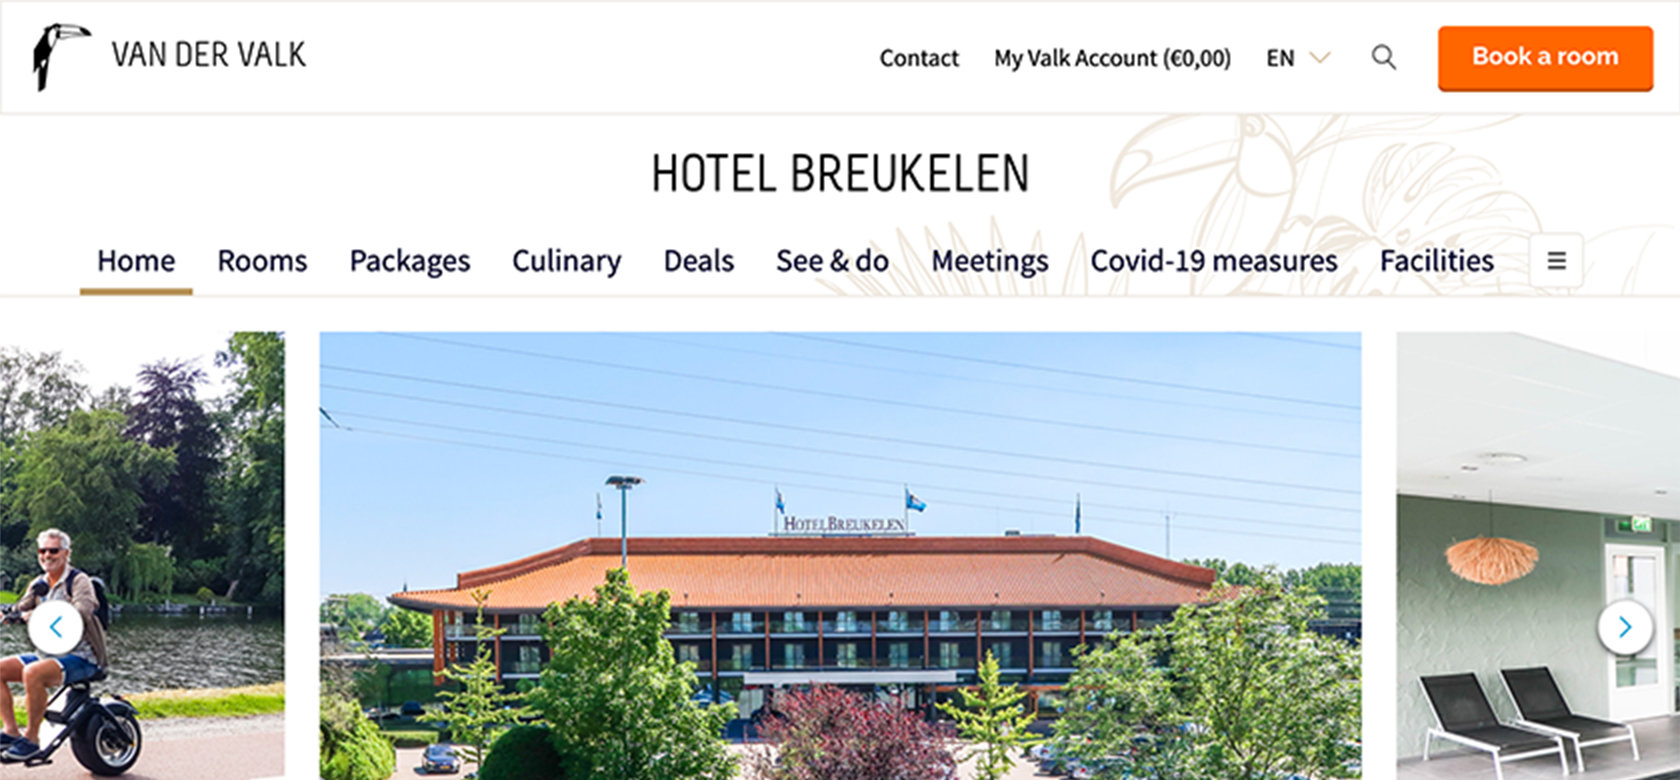 VAN DER VALK
Contact My Valk Account (€0,00) EN Book a room
HOTEL BREUKELEN
Home Rooms Packages Culinary Deals See & do Meetings Covid-19 measures Facilities
HOTEL BREUKELEN